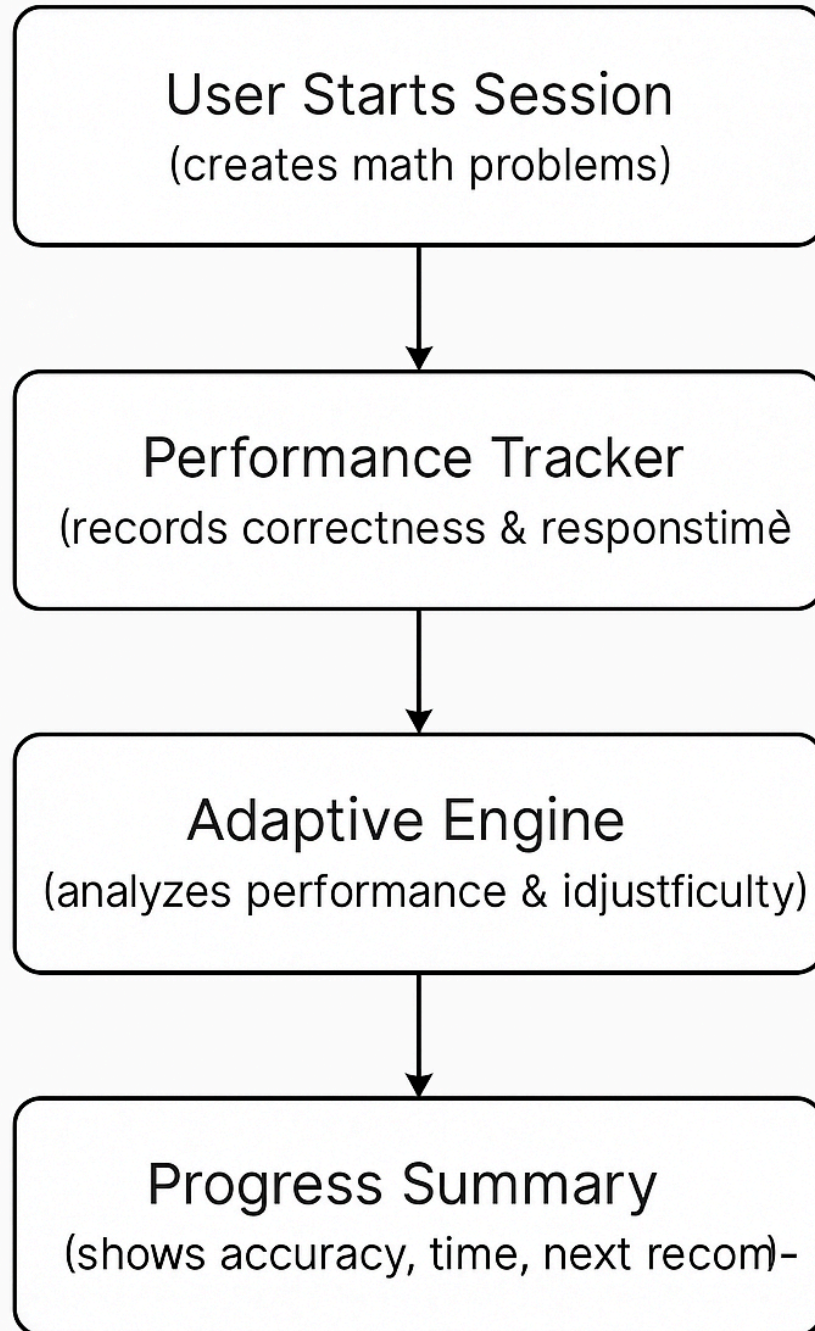 User Starts Session
(creates math problems)
Performance Tracker
(records correctness & responstimè
Adaptive Engine
(analyzes performance & idjustficulty)
Progress Summary
(shows accuracy, time, next recom)-